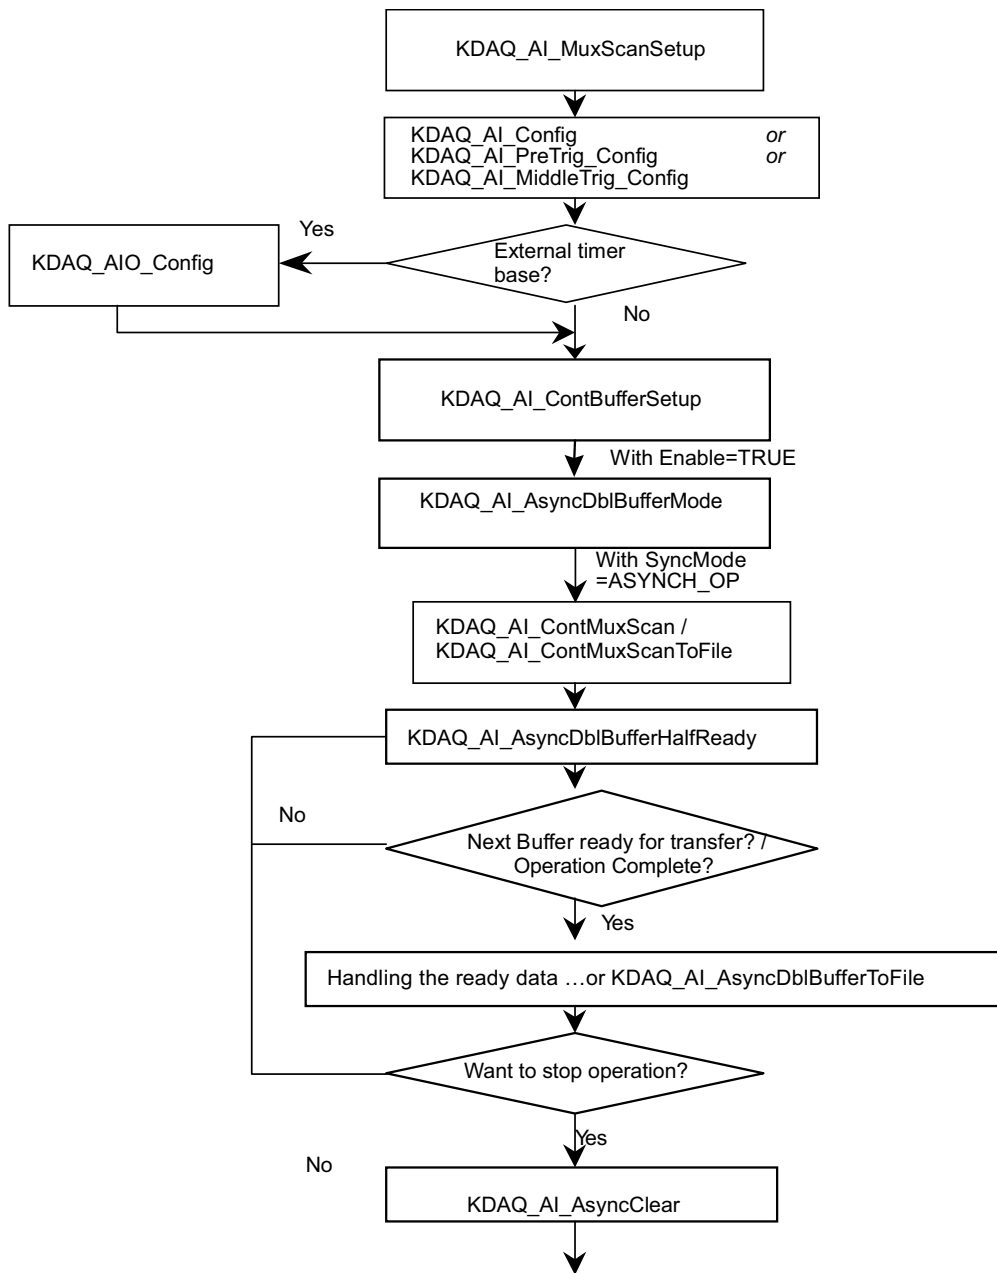 KDAQ_AI_MuxScanSetup
KDAQ_AI_Config or
KDAQ_AI_PreTrig_Config or
KDAQ_AI_MiddleTrig_Config
Yes
External timer
base?
KDAQ_AIO_Config
No
KDAQ_AI_ContBufferSetup
With Enable=TRUE
KDAQ_AI_AsyncDblBufferMode
With SyncMode
=ASYNCH_OP
KDAQ_AI_ContMuxScan /
KDAQ_AI_ContMuxScanToFile
KDAQ_AI_AsyncDblBufferHalfReady
No
Next Buffer ready for transfer? /
Operation Complete?
Yes
Handling the ready data …or KDAQ_AI_AsyncDblBufferToFile
Want to stop operation?
Yes
No
KDAQ_AI_AsyncClear